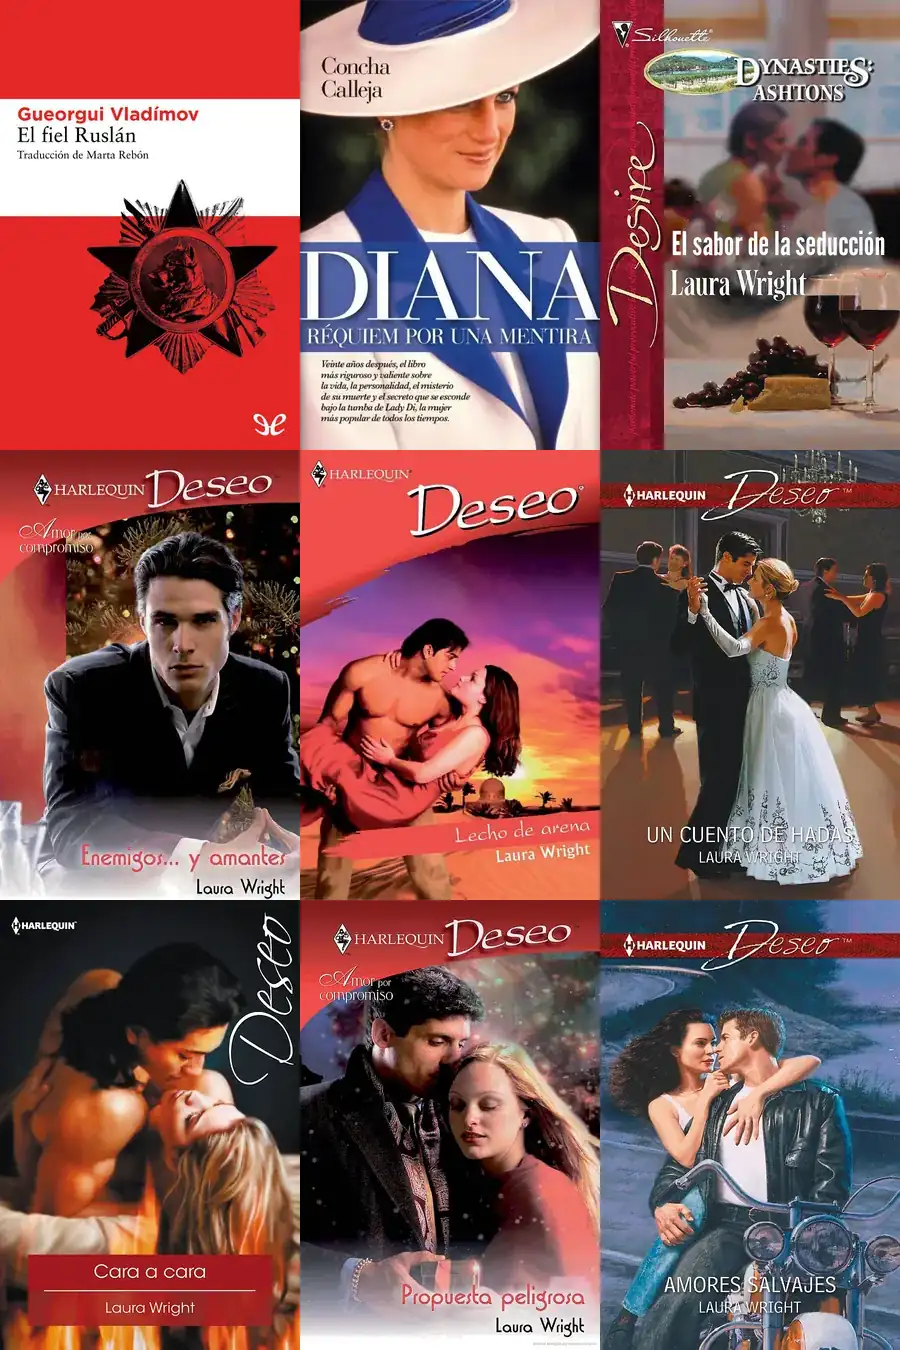 Gueorgui Vladímov
El fiel Ruslán
Traducción de Marta Rebón
Concha
Calleja
DIANA
RÉQUIEM POR UNA MENTIRA
Veinte años después, el libro
más riguroso y valiente sobre
la vida, la personalidad, el misterio
de su muerte y el secreto que se esconde
bajo la tumba de Lady Di, la mujer
más popular de todos los tiempos.
Silhouette®
DYNASTIES:
ASHTONS
Desire
El sabor de la seducción
Laura Wright
HARLEQUIN Deseo
Amor por
compromiso
Enemigos... y amantes
Laura Wright
HARLEQUIN
Deseo®
Lecho de arena
Laura Wright
HARLEQUIN Deseo™
UN CUENTO DE HADAS
LAURA WRIGHT
HARLEQUIN™
Deseo
Cara a cara
Laura Wright
HARLEQUIN Deseo
Amor por
compromiso
Propuesta peligrosa
Laura Wright
HARLEQUIN Deseo™
AMORES SALVAJES
LAURA WRIGHT